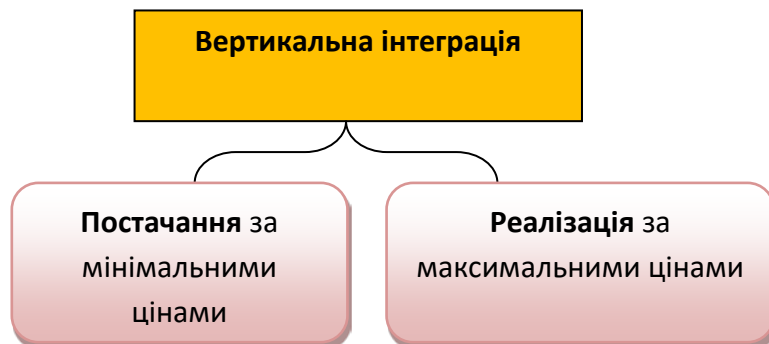 Вертикальна інтеграція
Постачання за
мінімальними
цінами
Реалізація за
максимальними цінами